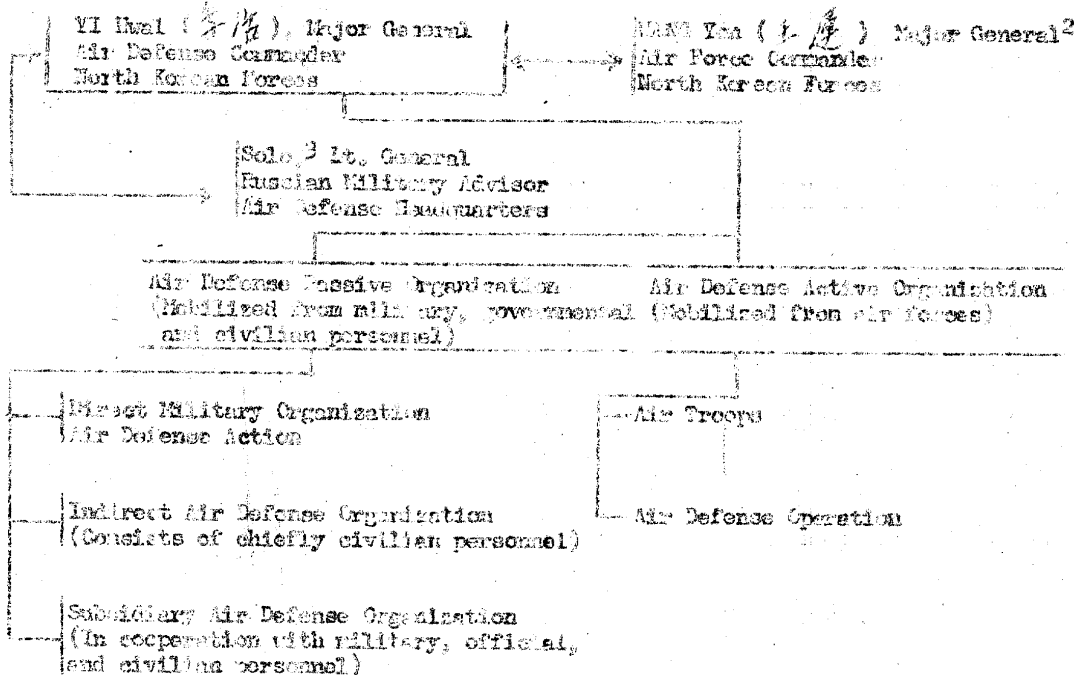 YI Hwal (李活), Major General
Air Defense Commander
North Korean Forces
Yon ( ) Major General2
Air Force Commander
North Korean Forces
Solo,3 Lt. General
Russian Military Advisor
Air Defense Headquarters
Air Defense Passive Organization
(Mobilized from military, governmental
and civilian personnel)
Air Defense Active Organization
(Mobilized from air forces)
Direct Military Organization
Air Defense Action
Air Troops
Indirect Air Defense Organization
(Consists of chiefly civilian personnel)
Air Defense Operation
Subsidiary Air Defense Organization
(In cooperation with military, official,
and civilian personnel)